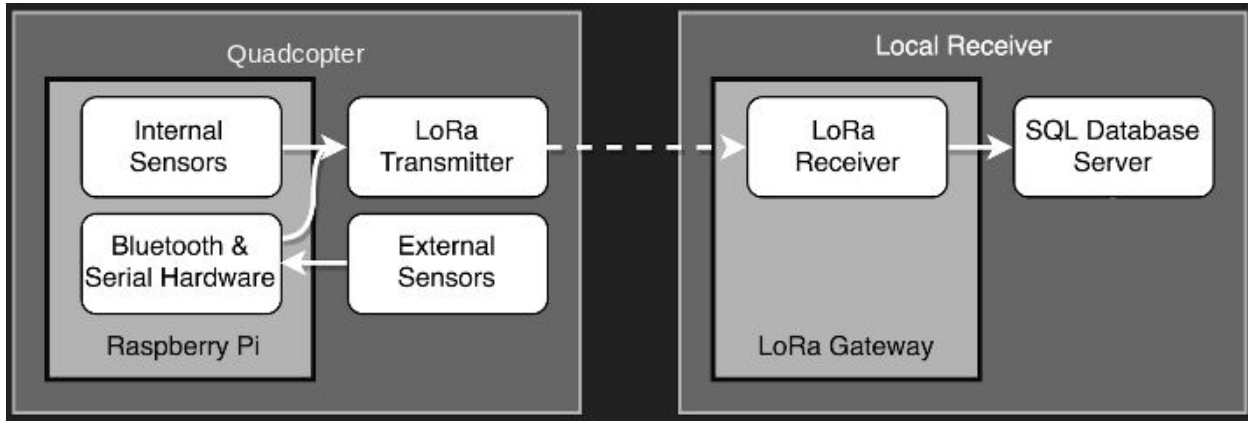 Quadcopter
Internal
Sensors
LoRa
Transmitter
Bluetooth &
Serial Hardware
External
Sensors
Raspberry Pi
Local Receiver
LoRa
Receiver
SQL Database
Server
LoRa Gateway